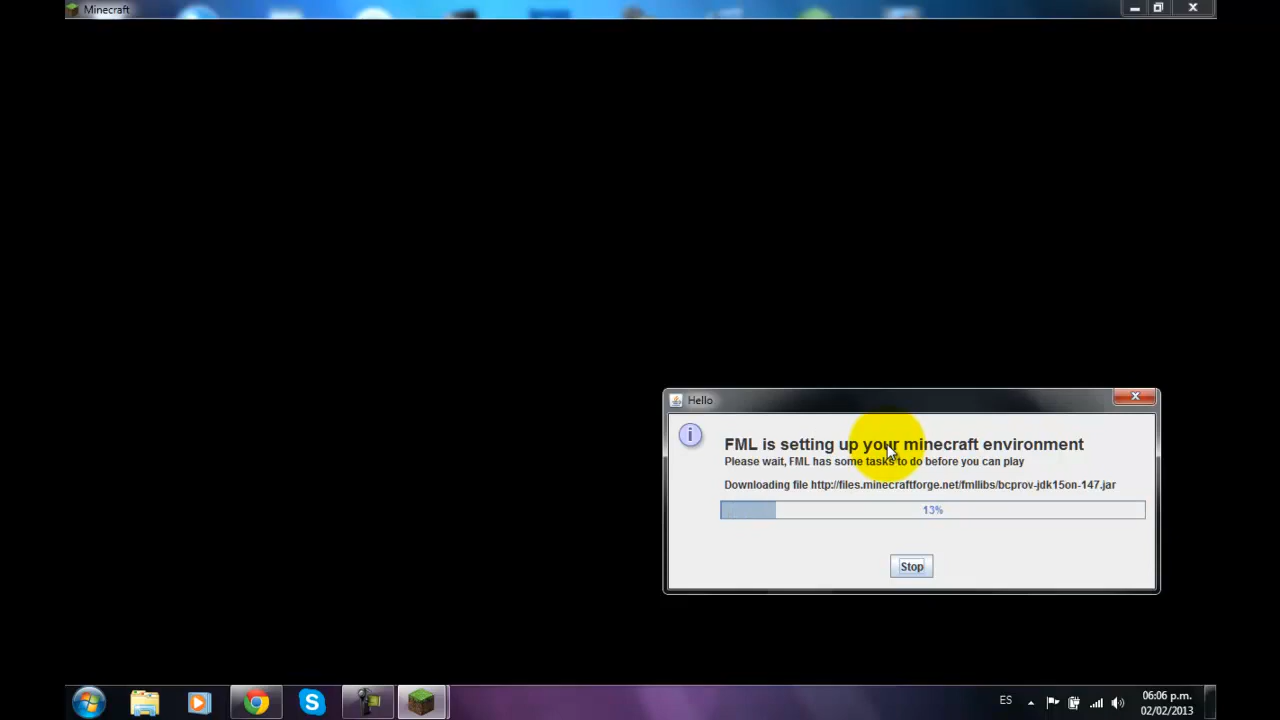 Minecraft
Hello
FML is setting up your minecraft environment
Please wait, FML has some tasks to do before you can play
Downloading file http://files.minecraftforge.net/fmllibs/bcprov-jdk15on-147.jar
13%
Stop
ES
06:06 p.m.
02/02/2013